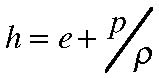 h = e + p/ρ